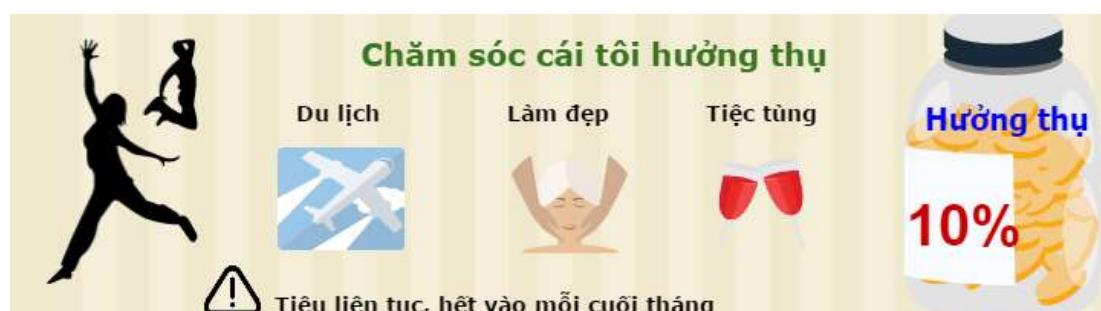 Chăm sóc cái tôi hưởng thụ
Du lịch Làm đẹp Tiệc tùng
Hưởng thụ
10%
Tiêu liên tục, hết vào mỗi cuối tháng